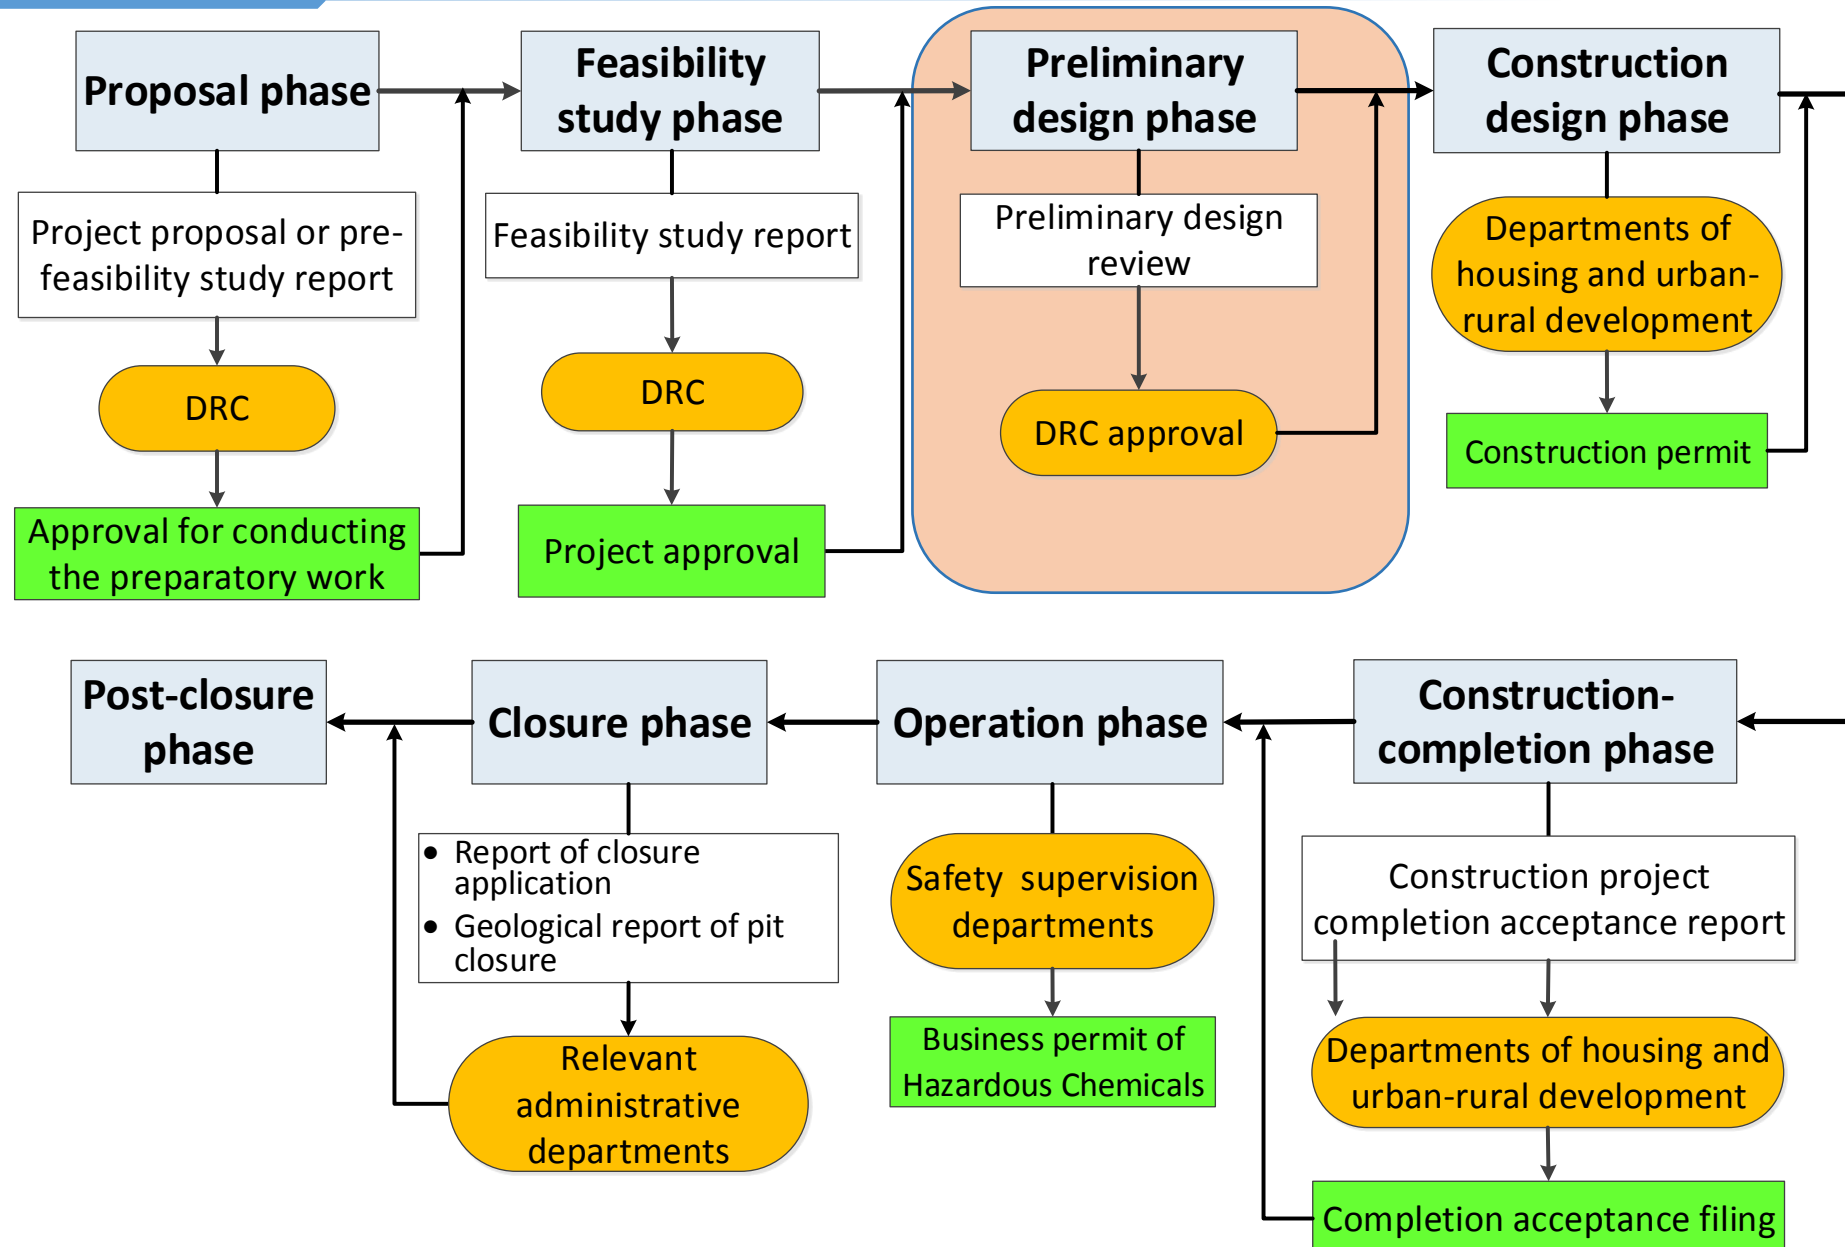 Proposal phase
Feasibility
study phase
Preliminary
design phase
Construction
design phase
Project proposal or pre-
feasibility study report
Feasibility study report
Preliminary design
review
Departments of
housing and urban-
rural development
DRC
DRC
DRC approval
Construction permit
Approval for conducting
the preparatory work
Project approval
Post-closure
phase
Closure phase
Operation phase
Construction-
completion phase
• Report of closure
application
• Geological report of pit
closure
Safety supervision
departments
Construction project
completion acceptance report
Relevant
administrative
departments
Business permit of
Hazardous Chemicals
Departments of housing and
urban-rural development
Completion acceptance filing